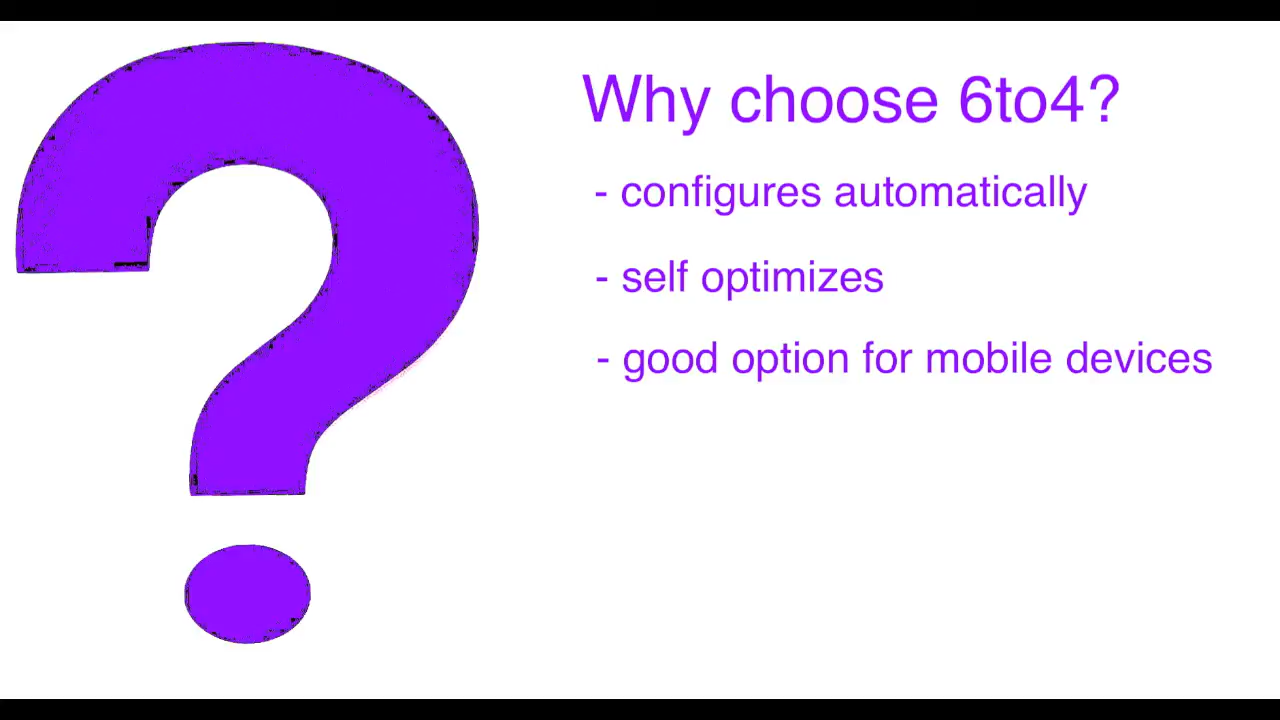 Why choose 6to4?
- configures automatically
- self optimizes
- good option for mobile devices